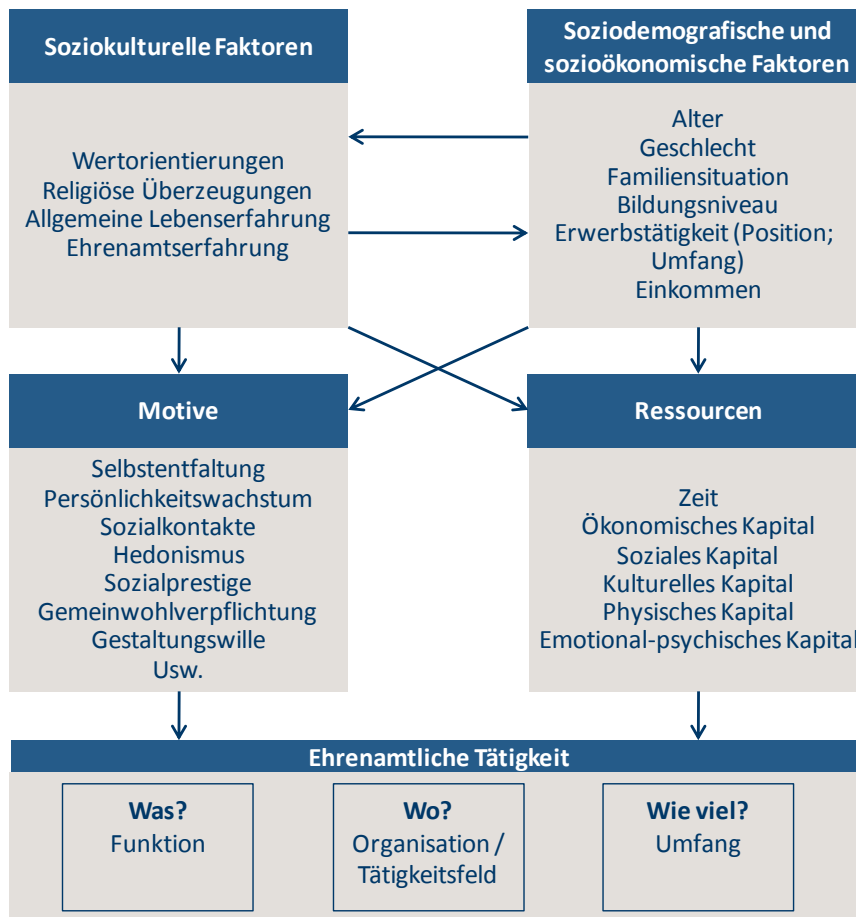 Soziokulturelle Faktoren
Wertorientierungen
Religiöse Überzeugungen
Allgemeine Lebenserfahrung
Ehrenamtserfahrung
Soziodemografische und
sozioökonomische Faktoren
Alter
Geschlecht
Familiensituation
Bildungsniveau
Erwerbstätigkeit (Position;
Umfang)
Einkommen
Motive
Selbstentfaltung
Persönlichkeitswachstum
Sozialkontakte
Hedonismus
Sozialprestige
Gemeinwohlverpflichtung
Gestaltungswille
Usw.
Ressourcen
Zeit
Ökonomisches Kapital
Soziales Kapital
Kulturelles Kapital
Physisches Kapital
Emotional-psychisches Kapital
Ehrenamtliche Tätigkeit
Was?
Funktion
Wo?
Organisation /
Tätigkeitsfeld
Wie viel?
Umfang